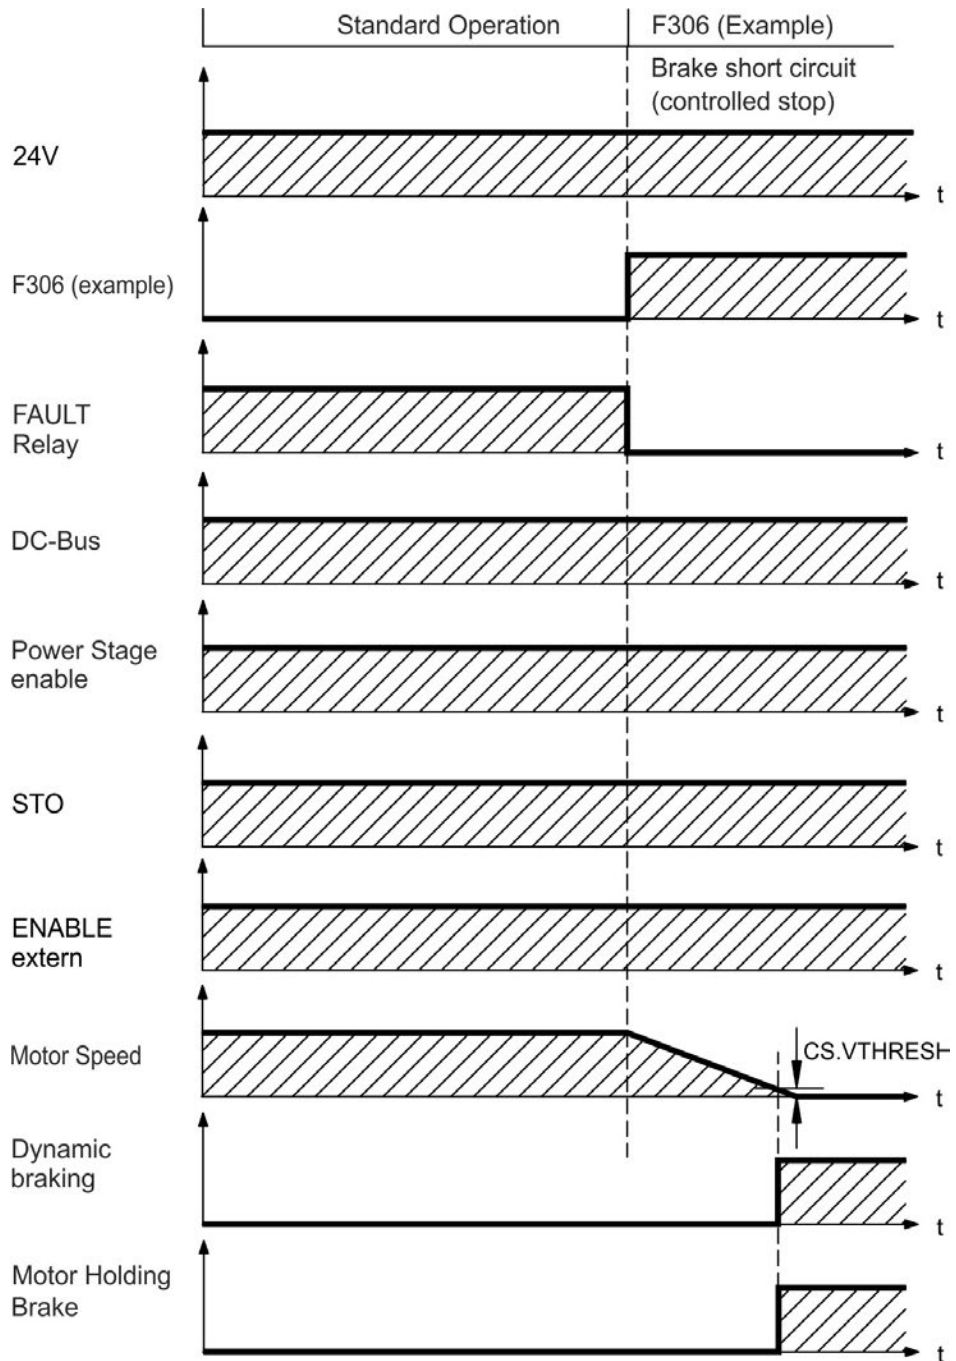 Standard Operation
F306 (Example)
Brake short circuit
(controlled stop)
24V
t
F306 (example)
t
FAULT
Relay
t
DC-Bus
t
Power Stage
enable
t
STO
t
ENABLE
extern
t
Motor Speed
CS.VTHRESH
t
Dynamic
braking
t
Motor Holding
Brake
t